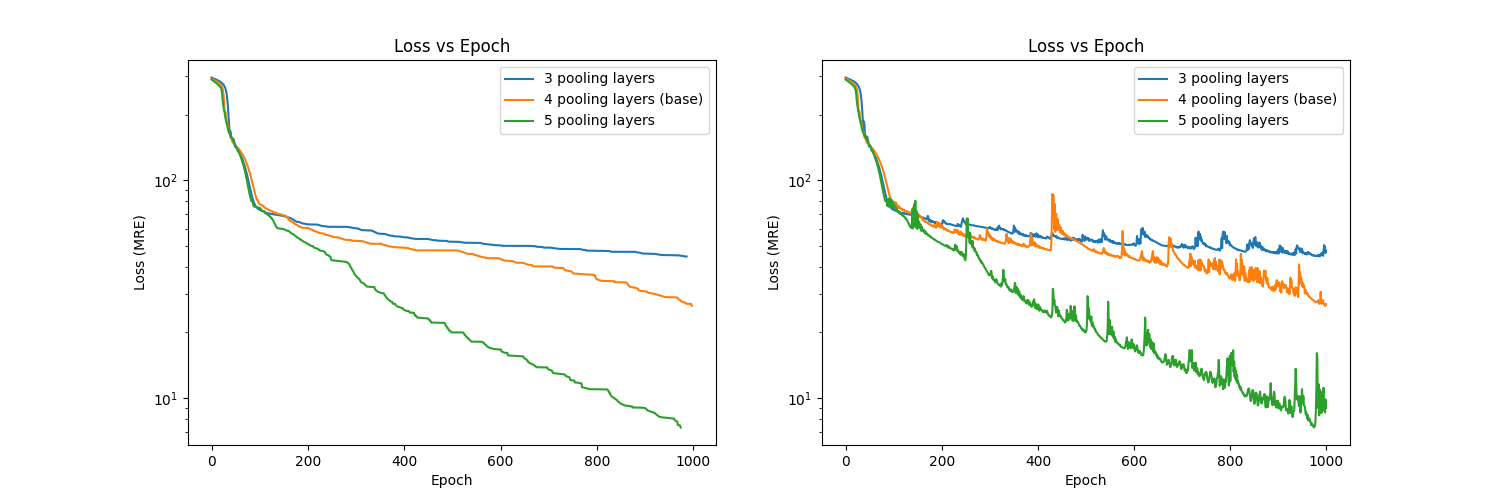 Loss vs Epoch
3 pooling layers
4 pooling layers (base)
5 pooling layers
10²
10¹
Loss (MRE)
0 200 400 600 800 1000
Epoch
Loss vs Epoch
3 pooling layers
4 pooling layers (base)
5 pooling layers
10²
10¹
Loss (MRE)
0 200 400 600 800 1000
Epoch